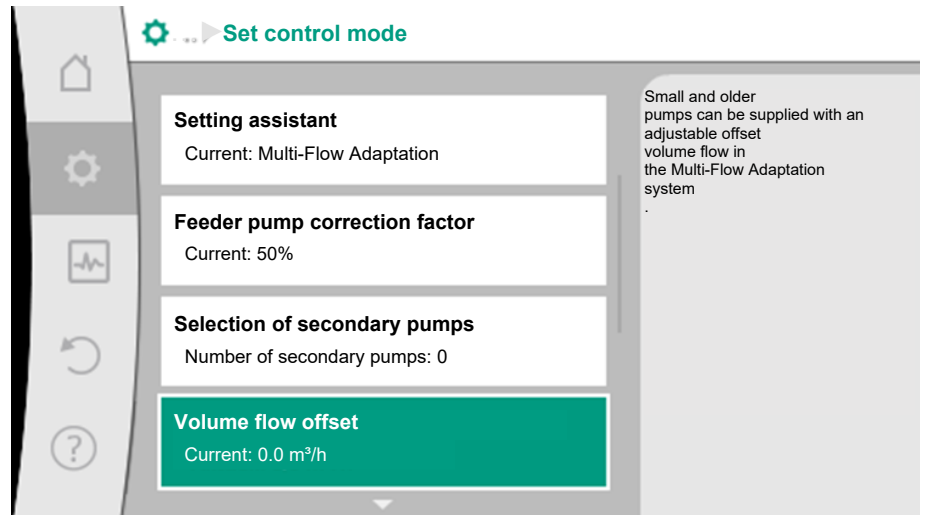 Set control mode
Setting assistant
Current: Multi-Flow Adaptation
Feeder pump correction factor
Current: 50%
Selection of secondary pumps
Number of secondary pumps: 0
Volume flow offset
Current: 0.0 m³/h
Small and older
pumps can be supplied with an
adjustable offset
volume flow in
the Multi-Flow Adaptation
system
.
?